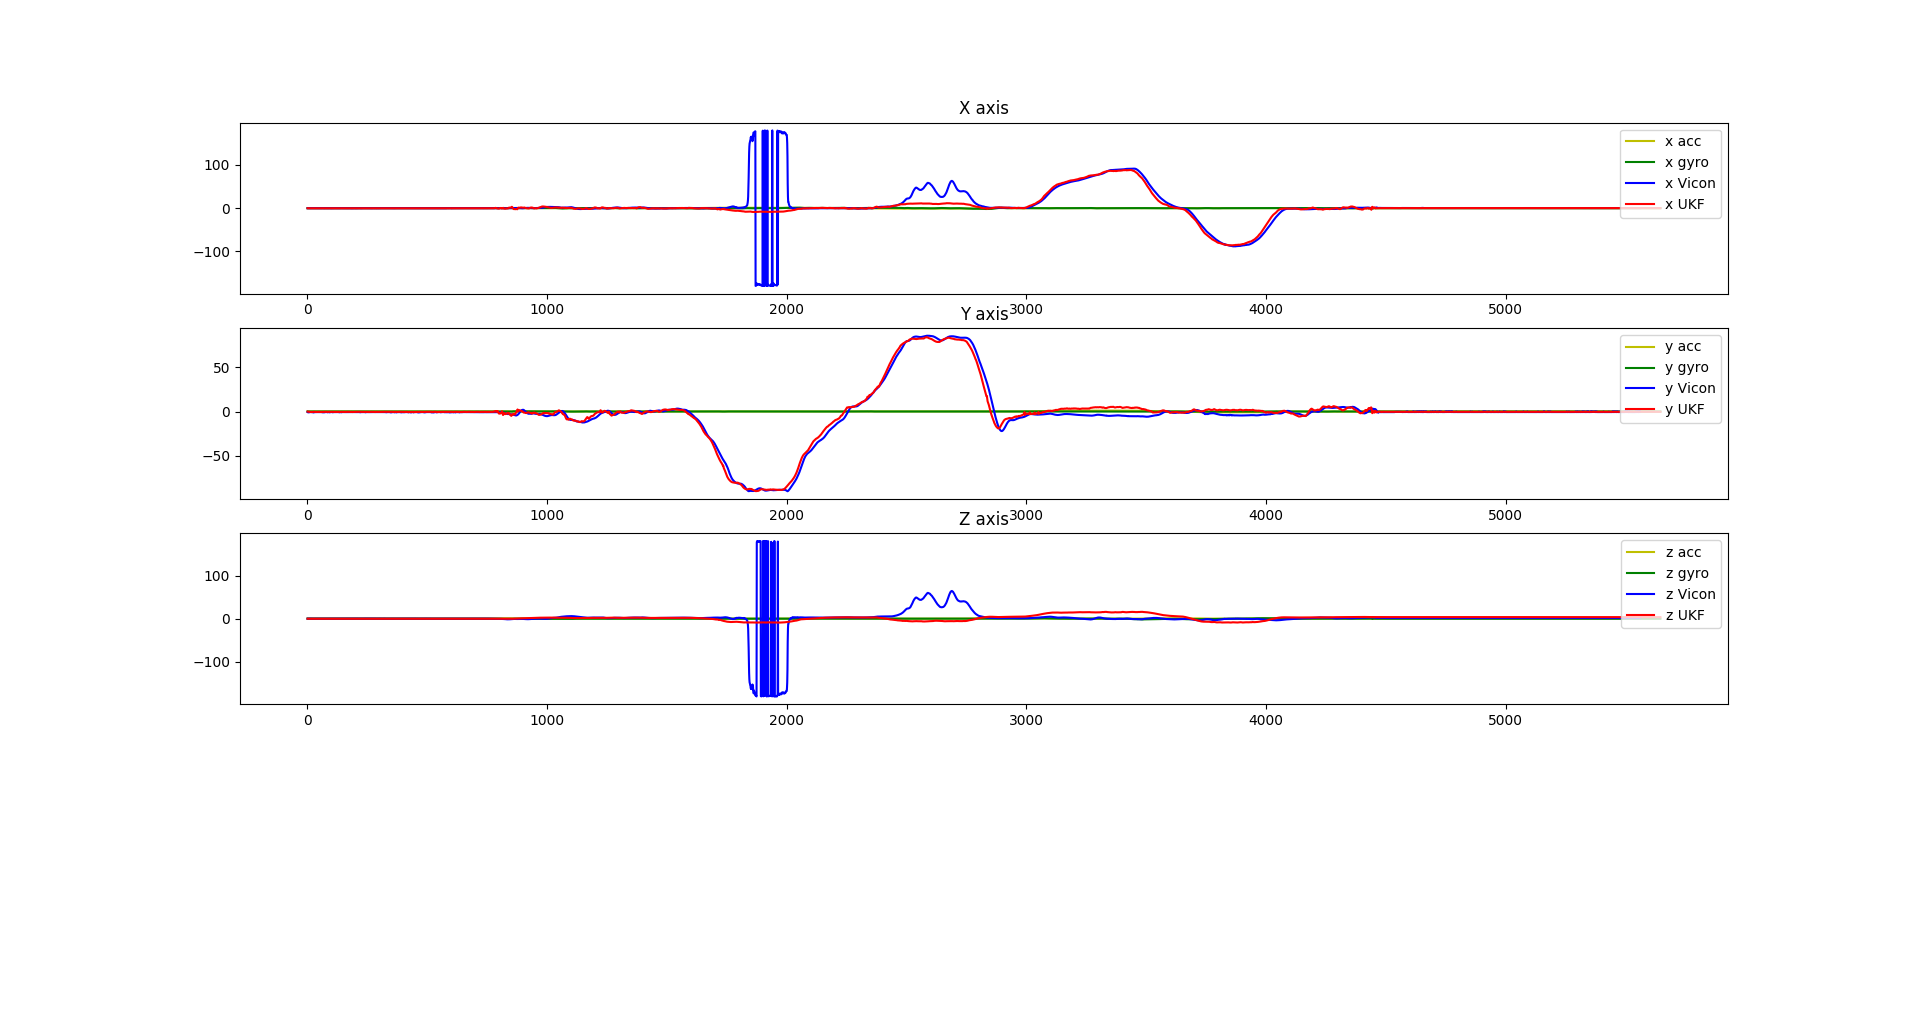 X axis
100
0
−100
x acc
x gyro
x Vicon
x UKF
0 1000 2000 3000 4000 5000
Y axis
50
0
−50
y acc
y gyro
y Vicon
y UKF
0 1000 2000 3000 4000 5000
Z axis
100
0
−100
z acc
z gyro
z Vicon
z UKF
0 1000 2000 3000 4000 5000